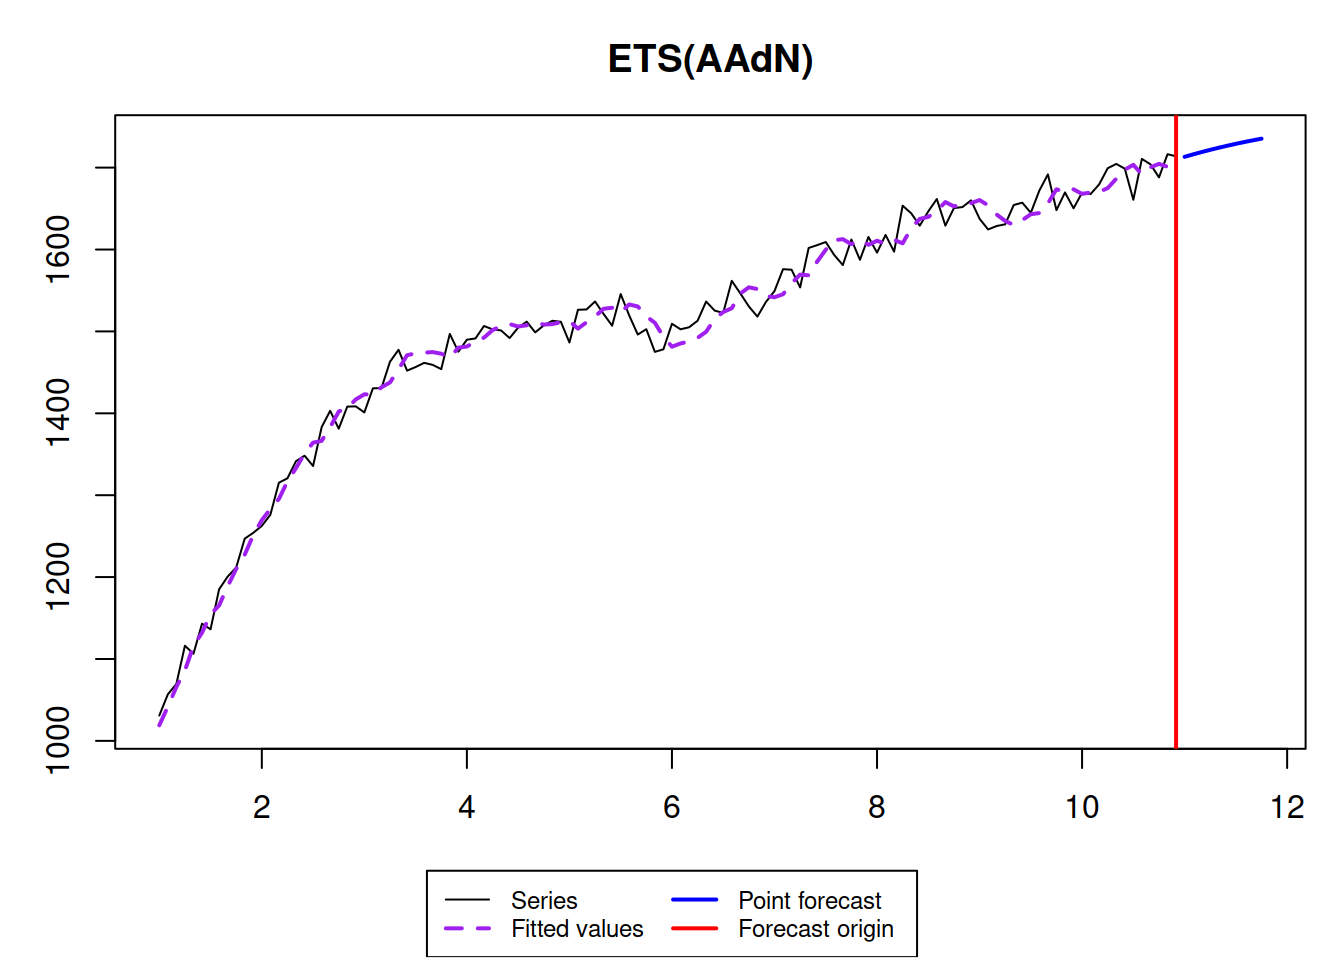 ETS(AAdN)
1600
1400
1200
1000
2 4 6 8 10 12
Series Point forecast
Fitted values Forecast origin